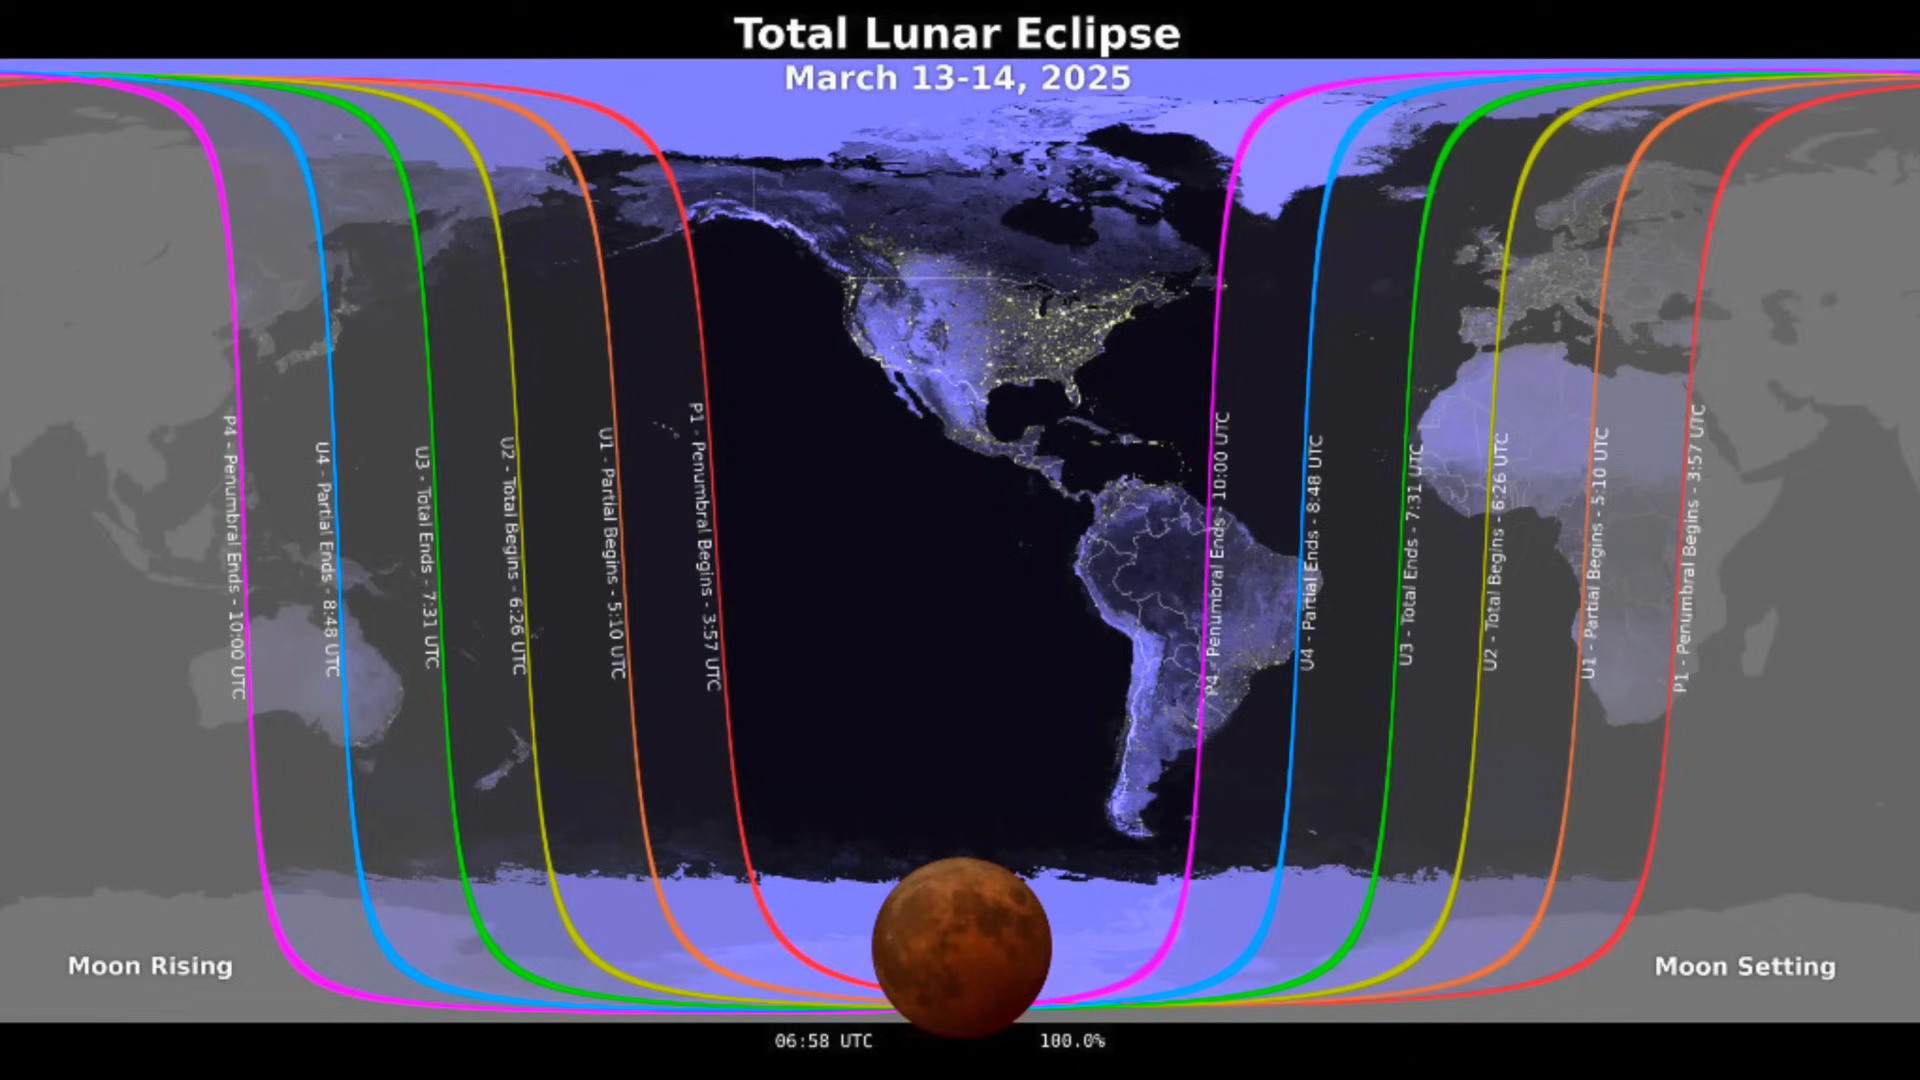 Total Lunar Eclipse
March 13-14, 2025
P4 - Penumbral Ends - 10:00 UTC
U4 - Partial Ends - 8:48 UTC
U3 - Total Ends - 7:31 UTC
U2 - Total Begins - 6:26 UTC
U1 - Partial Begins - 5:10 UTC
P1 - Penumbral Begins - 3:57 UTC
P4 - Penumbral Ends - 10:00 UTC
U4 - Partial Ends - 8:48 UTC
U3 - Total Ends - 7:31 UTC
U2 - Total Begins - 6:26 UTC
U1 - Partial Begins - 5:10 UTC
P1 - Penumbral Begins - 3:57 UTC
Moon Rising
Moon Setting
06:58 UTC
100.0%